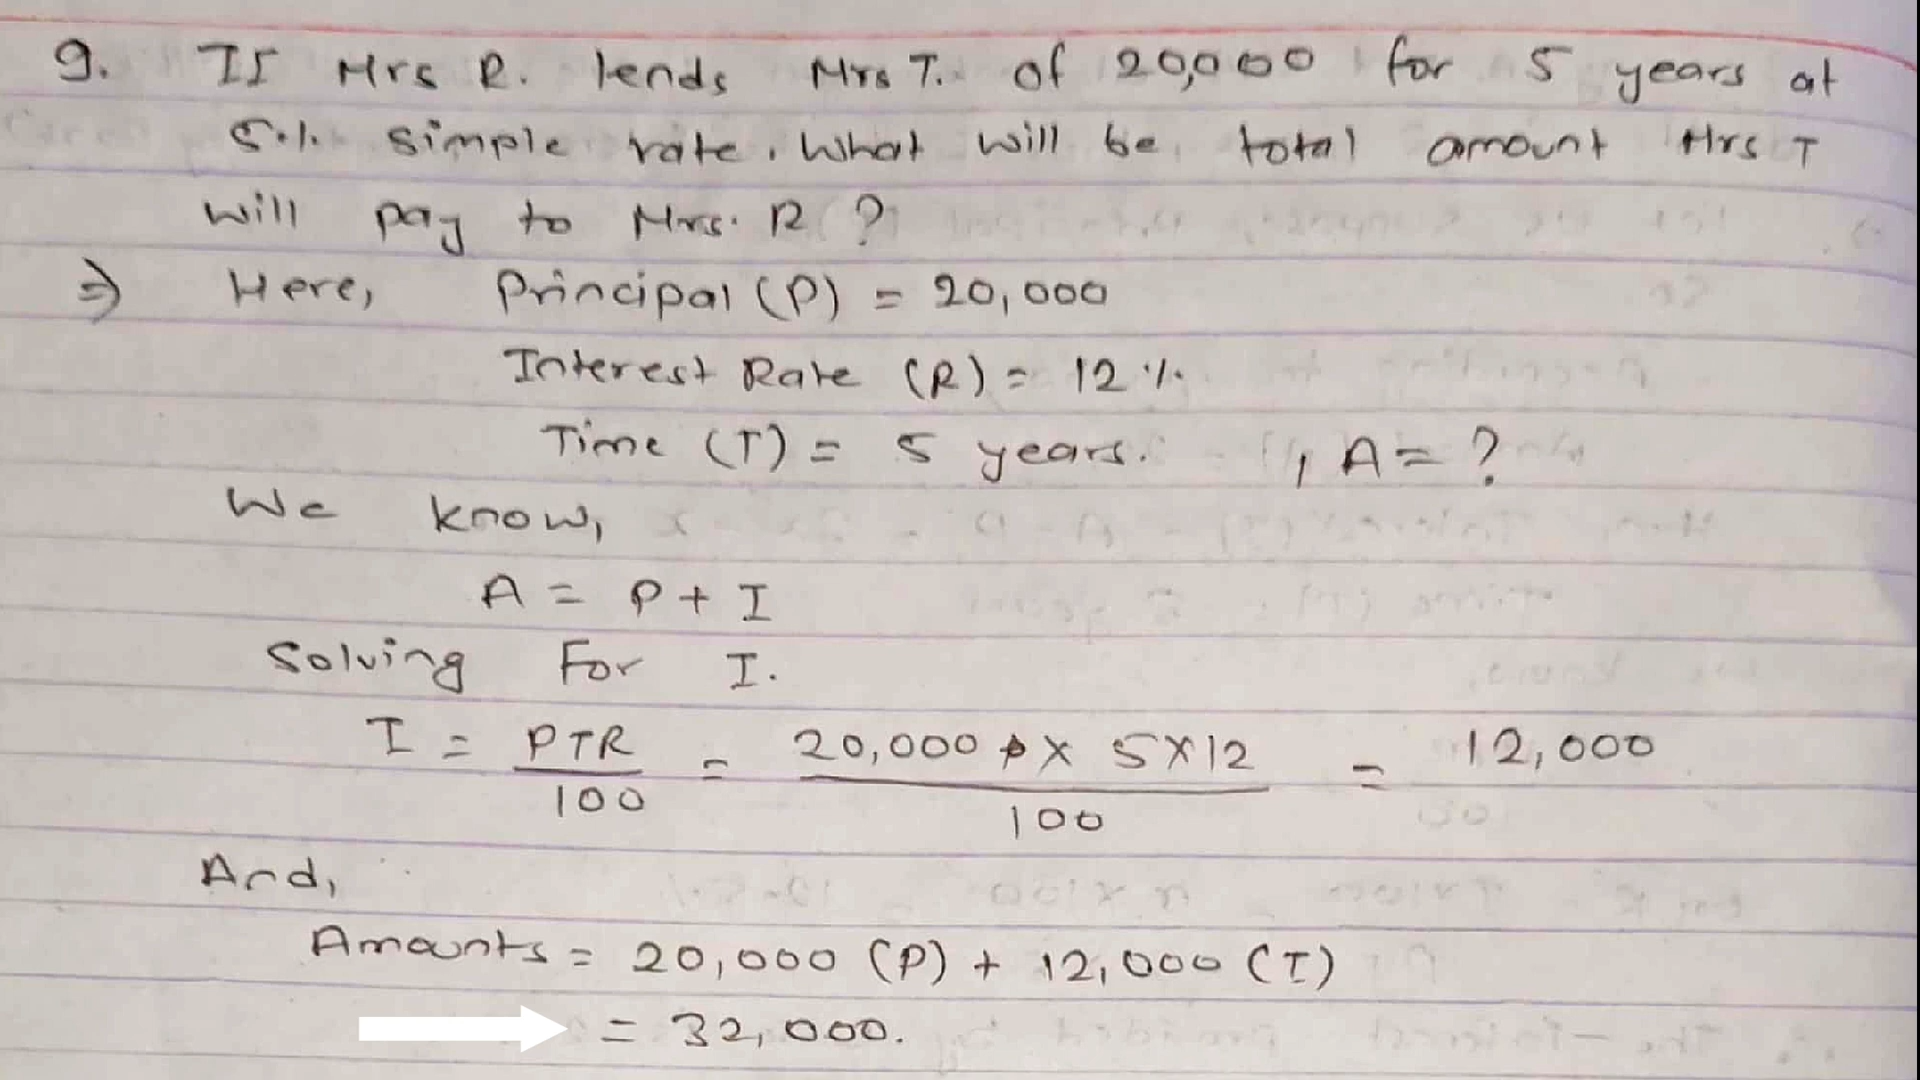 9. If Mrs R. lends Mrs T. of 20,000 for 5 years at
5% simple rate. What will be total amount Mrs T
will pay to Mrs. R ?
⇒ Here, Principal (P) = 20,000
Interest Rate (R) = 12 %
Time (T) = 5 years. , A = ?
We know,
A = P + I
Solving For I.
I = PTR / 100 = 20,000 × 5×12 / 100 = 12,000
And,
Amounts = 20,000 (P) + 12,000 (I)
= 32,000.